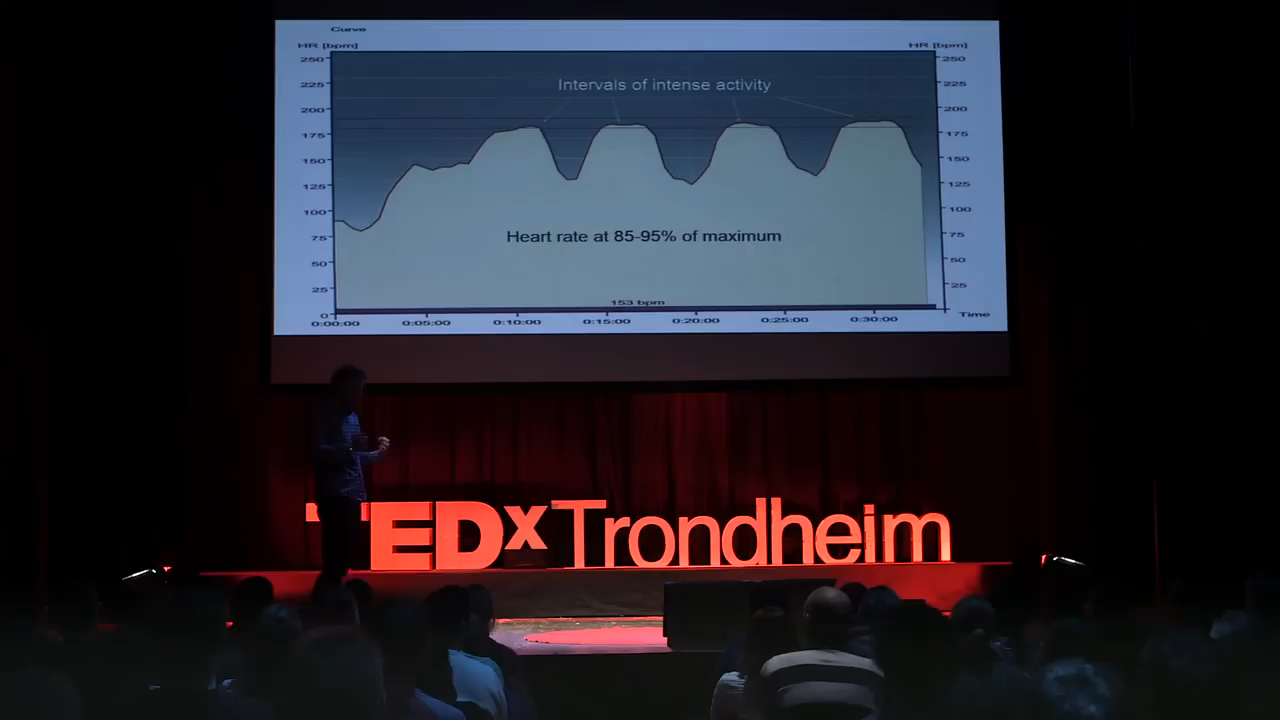 Curve
HR [bpm] HR [bpm]
250 250
225 Intervals of intense activity 225
200 200
175 175
150 150
125 125
100 100
75 Heart rate at 85-95% of maximum 75
50 50
25 25
153 bpm
0
0:00:00 0:05:00 0:10:00 0:15:00 0:20:00 0:25:00 0:30:00 Time
TEDxTrondheim